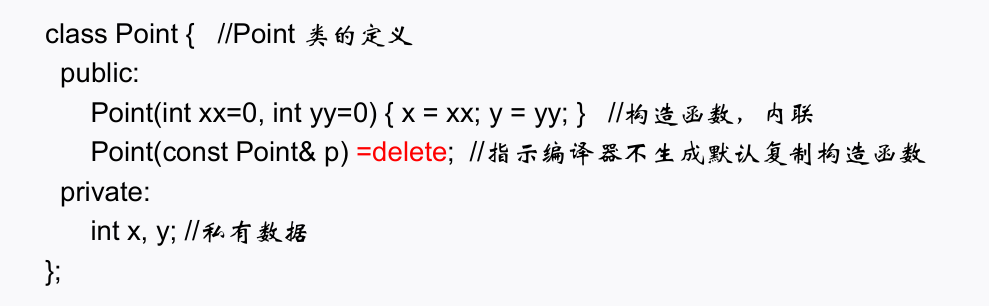 class Point {   //Point 类的定义
public:
Point(int xx=0, int yy=0) { x = xx; y = yy; }   //构造函数，内联
Point(const Point& p) =delete;  //指示编译器不生成默认复制构造函数
private:
int x, y; //私有数据
};